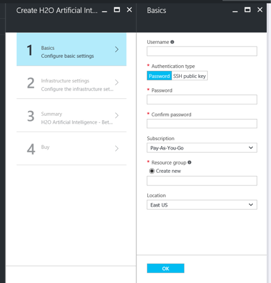 Create H2O Artificial Int...
1
Basics
Configure basic settings
2
Infrastructure settings
Configure the infrastructure set...
3
Summary
H2O Artificial Intelligence - Bet...
4
Buy
Basics
Username
* Authentication type
Password SSH public key
* Password
* Confirm password
Subscription
Pay-As-You-Go
* Resource group
Create new
Location
East US
OK